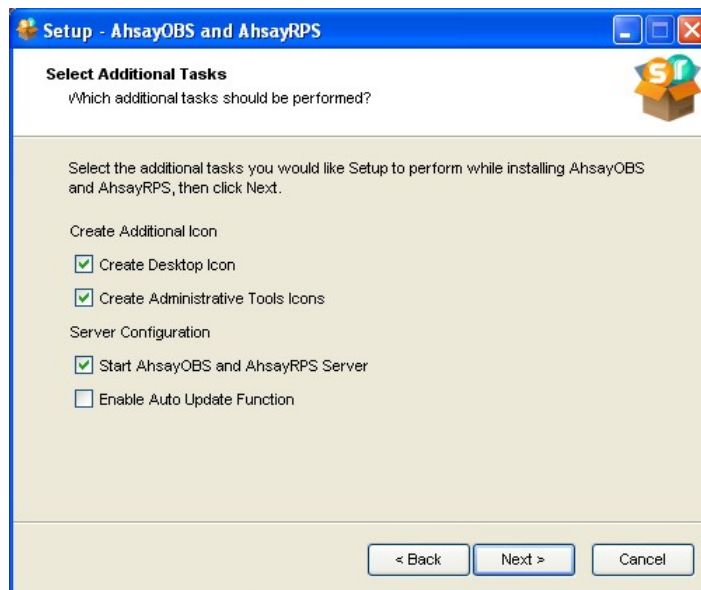 Setup - AhsayOBS and AhsayRPS
Select Additional Tasks
Which additional tasks should be performed?
Select the additional tasks you would like Setup to perform while installing AhsayOBS
and AhsayRPS, then click Next.
Create Additional Icon
Create Desktop Icon
Create Administrative Tools Icons
Server Configuration
Start AhsayOBS and AhsayRPS Server
Enable Auto Update Function
< Back Next > Cancel